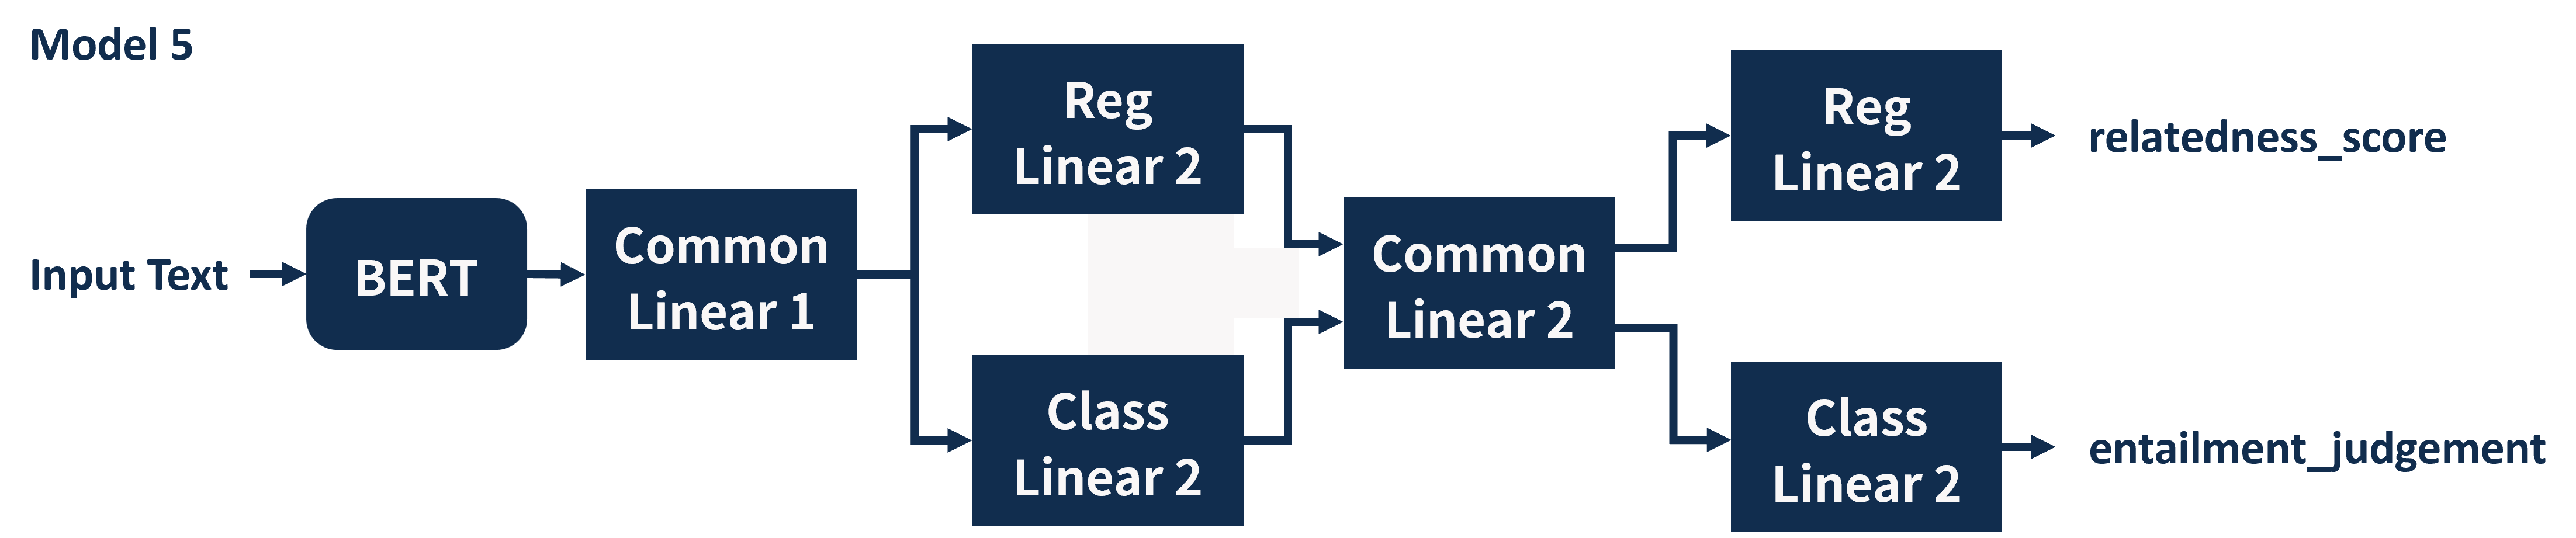 Model 5
Input Text
BERT
Common
Linear 1
Reg
Linear 2
Class
Linear 2
Common
Linear 2
Reg
Linear 2
relatedness_score
Class
Linear 2
entailment_judgement